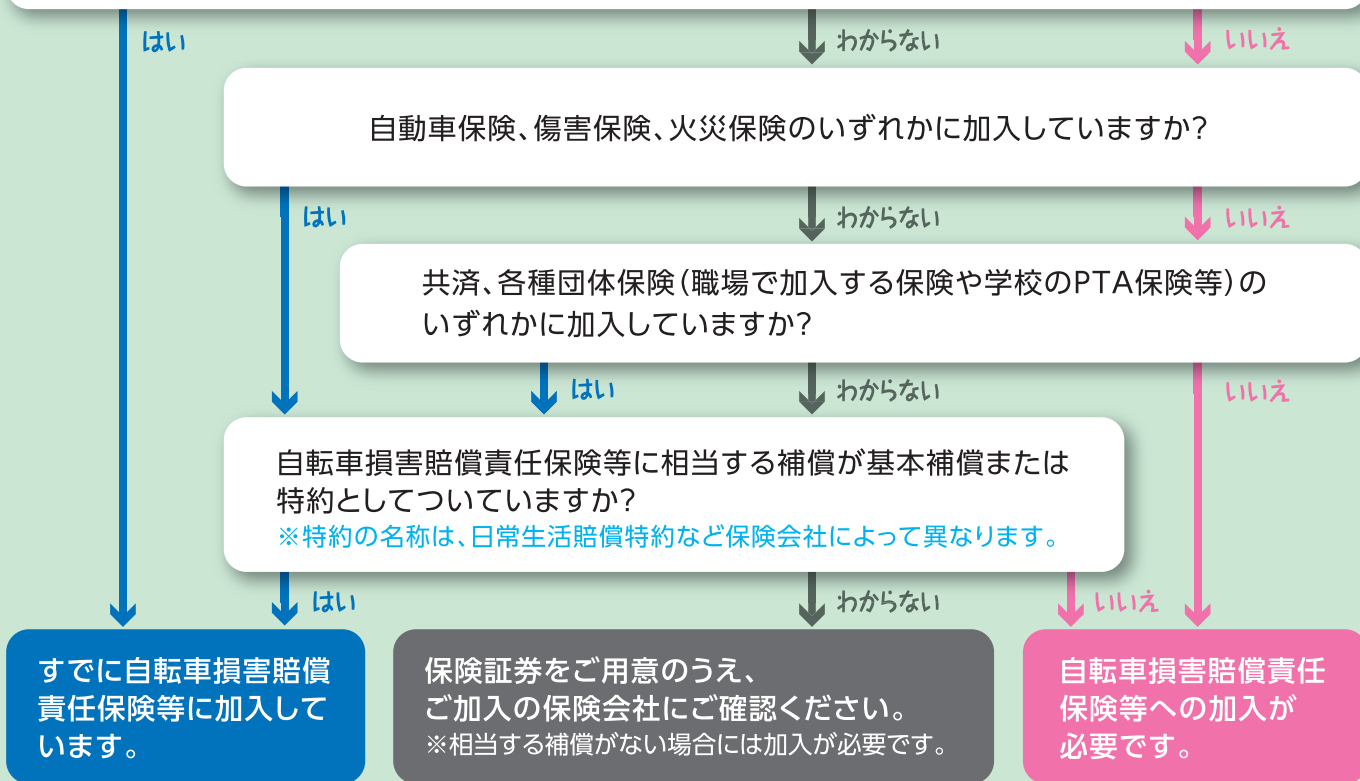 はい
わからない
いいえ
自動車保険、傷害保険、火災保険のいずれかに加入していますか?
はい
わからない
いいえ
共済、各種団体保険(職場で加入する保険や学校のPTA保険等)の
いずれかに加入していますか?
はい
わからない
いいえ
自転車損害賠償責任保険等に相当する補償が基本補償または
特約としてついていますか?
※特約の名称は、日常生活賠償特約など保険会社によって異なります。
はい
わからない
いいえ
すでに自転車損害賠償
責任保険等に加入して
います。
保険証券をご用意のうえ、
ご加入の保険会社にご確認ください。
※相当する補償がない場合には加入が必要です。
自転車損害賠償責任
保険等への加入が
必要です。